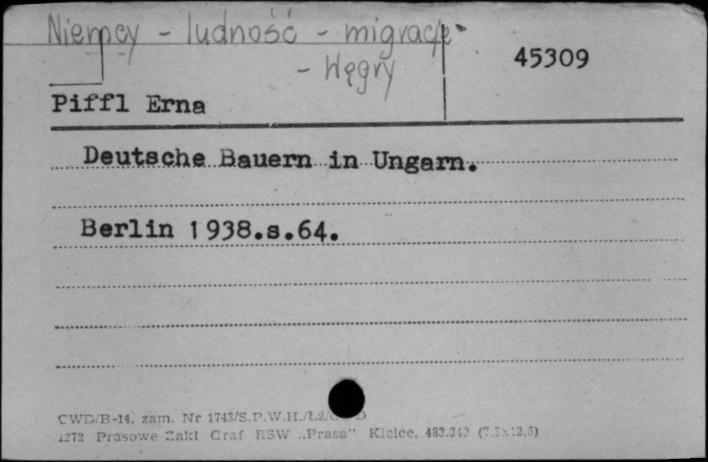 Niemcy - ludność - migracje
- Węgry
45309
Piffl Erna
Deutsche Bauern in Ungarn.
Berlin 1938.s.64.
CWD/B-14, zam. Nr 1743/S.P.W.H./
Prasowe Zakł Graf RSW „Prasa" Kielce,